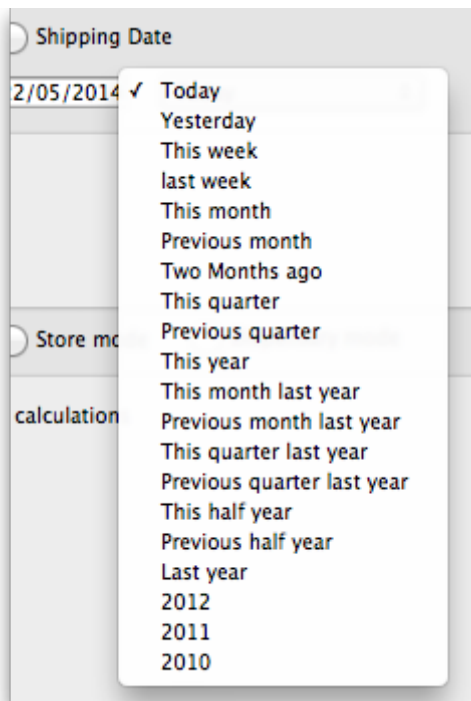 Shipping Date
2/05/2014 ✓ Today
Yesterday
This week
last week
This month
Previous month
Two Months ago
This quarter
Previous quarter
Store
This year
This month last year
calculation
Previous month last year
This quarter last year
Previous quarter last year
This half year
Previous half year
Last year
2012
2011
2010